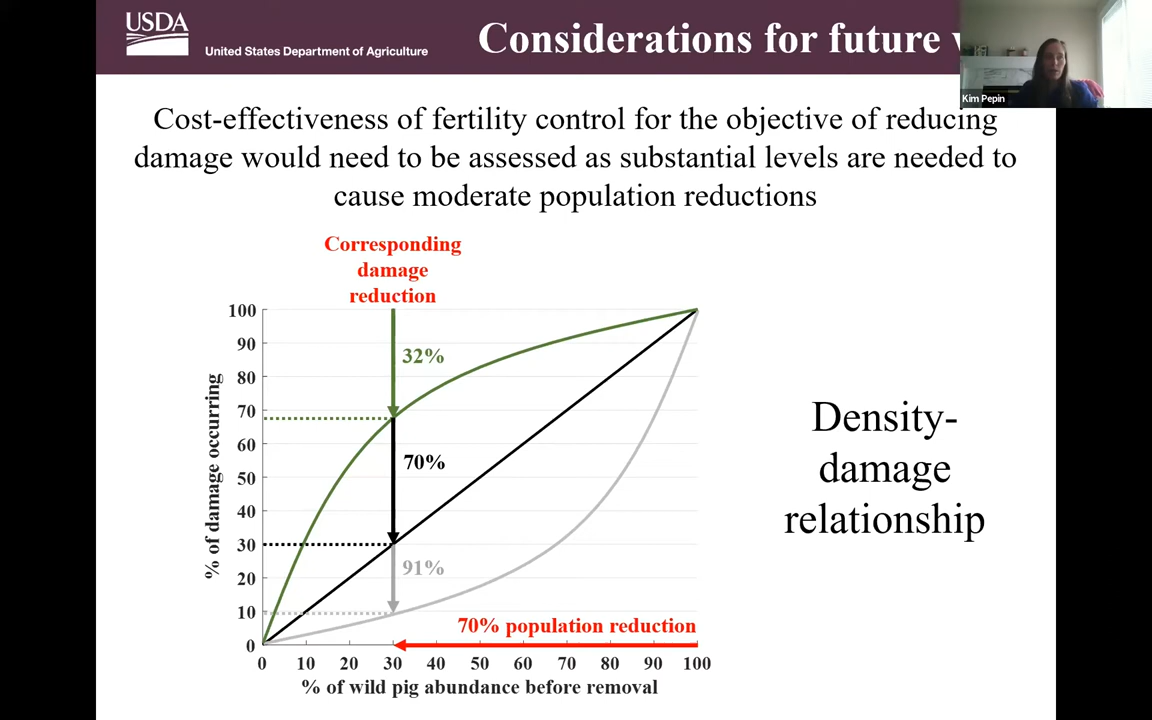 USDA
United States Department of Agriculture
Considerations for future
Kim Pepin
Cost-effectiveness of fertility control for the objective of reducing
damage would need to be assessed as substantial levels are needed to
cause moderate population reductions
Corresponding
damage
reduction
100
90
80
70
60
50
40
30
20
10
0
% of damage occurring
32%
70%
91%
70% population reduction
0 10 20 30 40 50 60 70 80 90 100
% of wild pig abundance before removal
Density-
damage
relationship